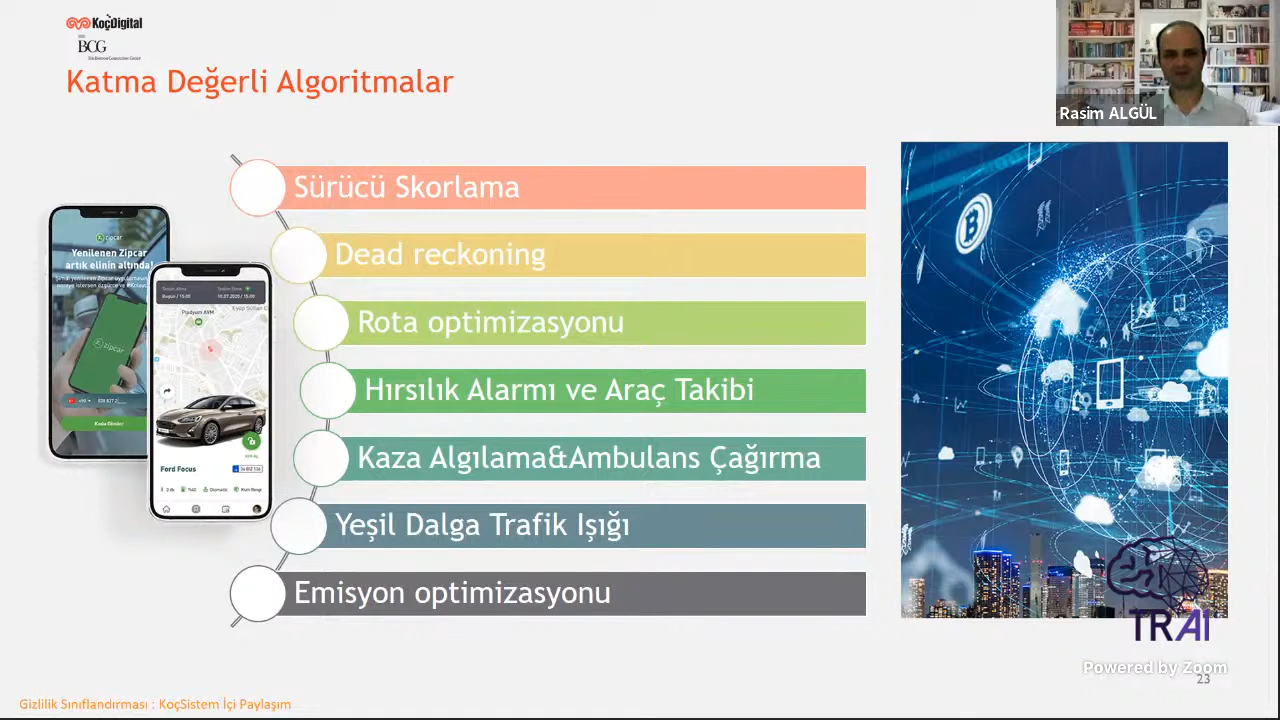 KoçDigital
BCG
Katma Değerli Algoritmalar
Rasim ALGÜL
Sürücü Skorlama
Dead reckoning
Rota optimizasyonu
Hırsılık Alarmı ve Araç Takibi
Kaza Algılama&Ambulans Çağırma
Yeşil Dalga Trafik Işığı
Emisyon optimizasyonu
zipcar
Yenilenen Zipcar
artık elinin altında!
zipcar
Ford Focus
TRAI
Powered by Zoom
23
Gizlilik Sınıflandırması : KoçSistem İçi Paylaşım